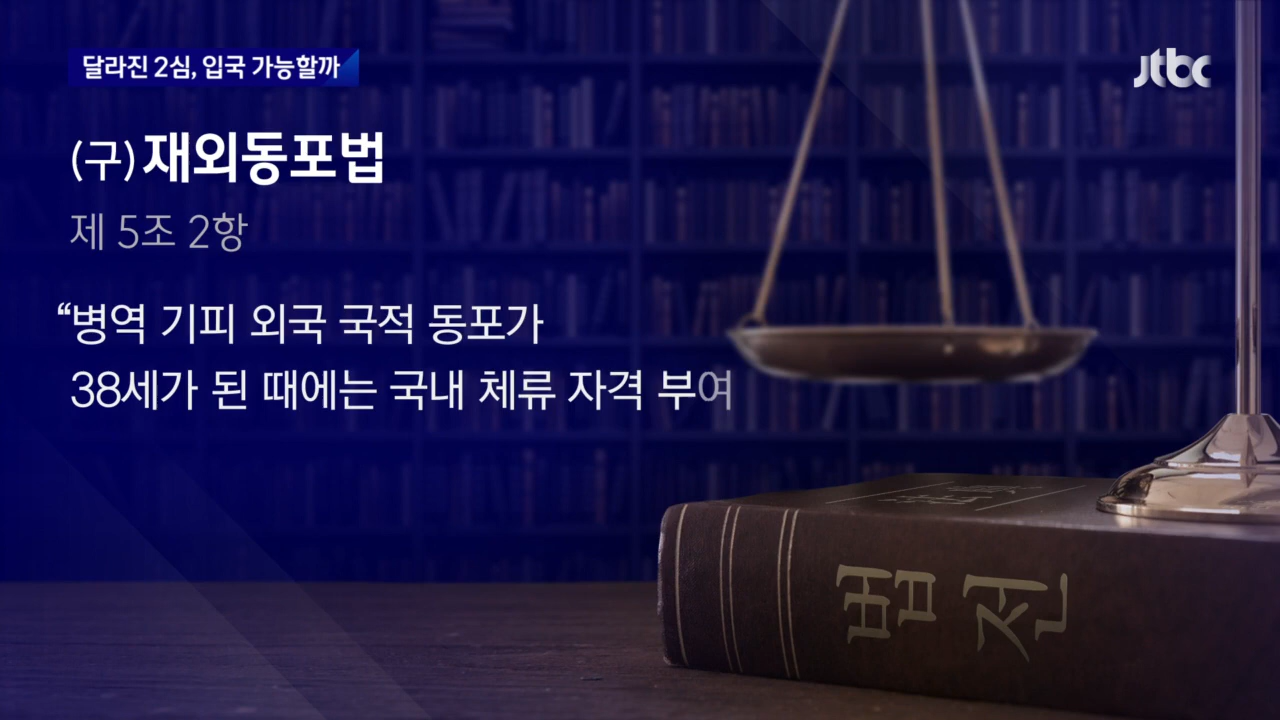 달라진 2심, 입국 가능할까
jtbc
(구)재외동포법
제 5조 2항
“병역 기피 외국 국적 동포가
38세가 된 때에는 국내 체류 자격 부여
법전